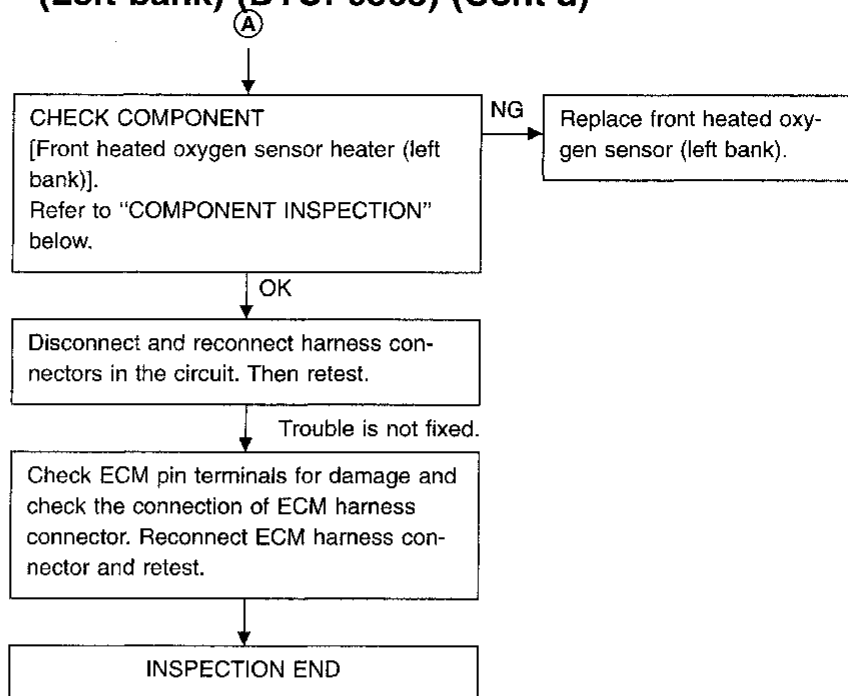 (Left bank) (Cont'd)
A
CHECK COMPONENT
[Front heated oxygen sensor heater (left
bank)].
Refer to “COMPONENT INSPECTION”
below.
NG
Replace front heated oxy-
gen sensor (left bank).
OK
Disconnect and reconnect harness con-
nectors in the circuit. Then retest.
Trouble is not fixed.
Check ECM pin terminals for damage and
check the connection of ECM harness
connector. Reconnect ECM harness con-
nector and retest.
INSPECTION END